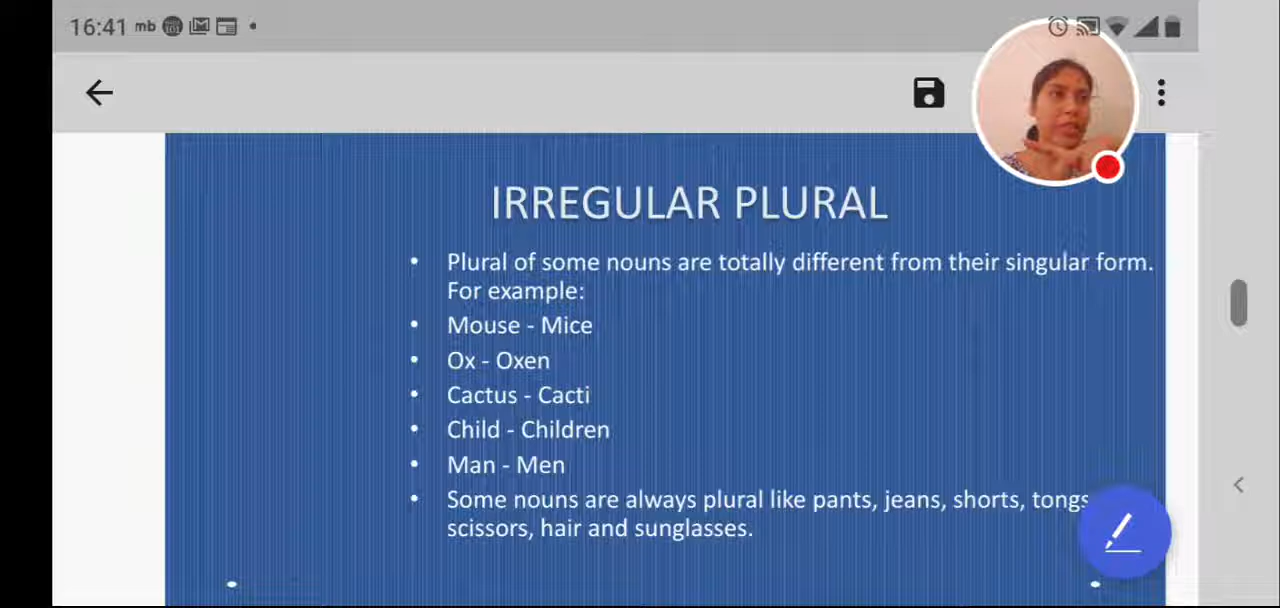 16:41 mb
IRREGULAR PLURAL
• Plural of some nouns are totally different from their singular form.
For example:
• Mouse - Mice
• Ox - Oxen
• Cactus - Cacti
• Child - Children
• Man - Men
• Some nouns are always plural like pants, jeans, shorts, tongs
scissors, hair and sunglasses.